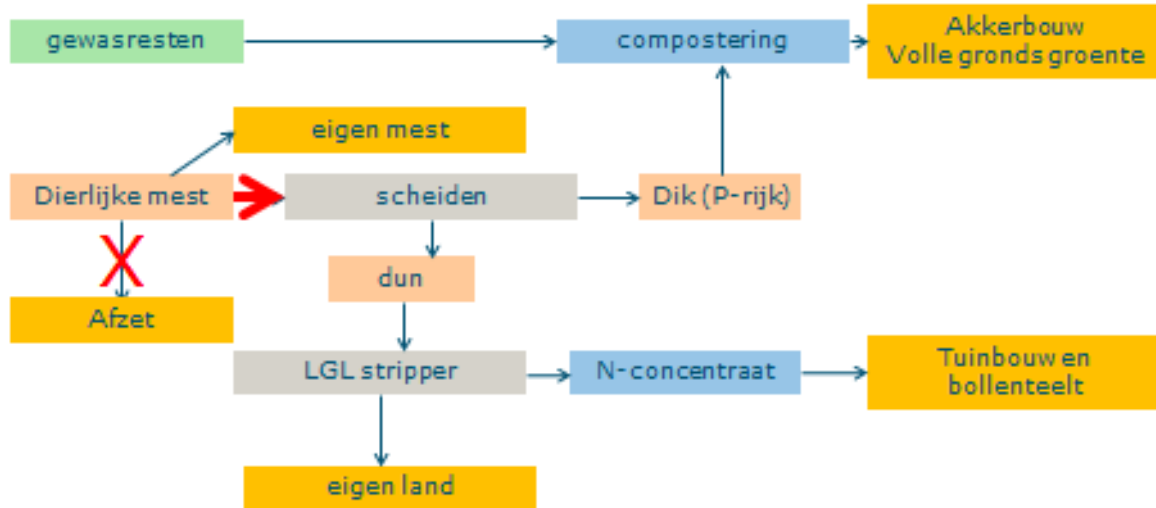 gewasresten
compostering
Akkerbouw
Volle gronds groente
eigen mest
Dierlijke mest
scheiden
Dik (P-rijk)
X
dun
Afzet
LGL stripper
N-concentraat
Tuinbouw en
bollenteelt
eigen land